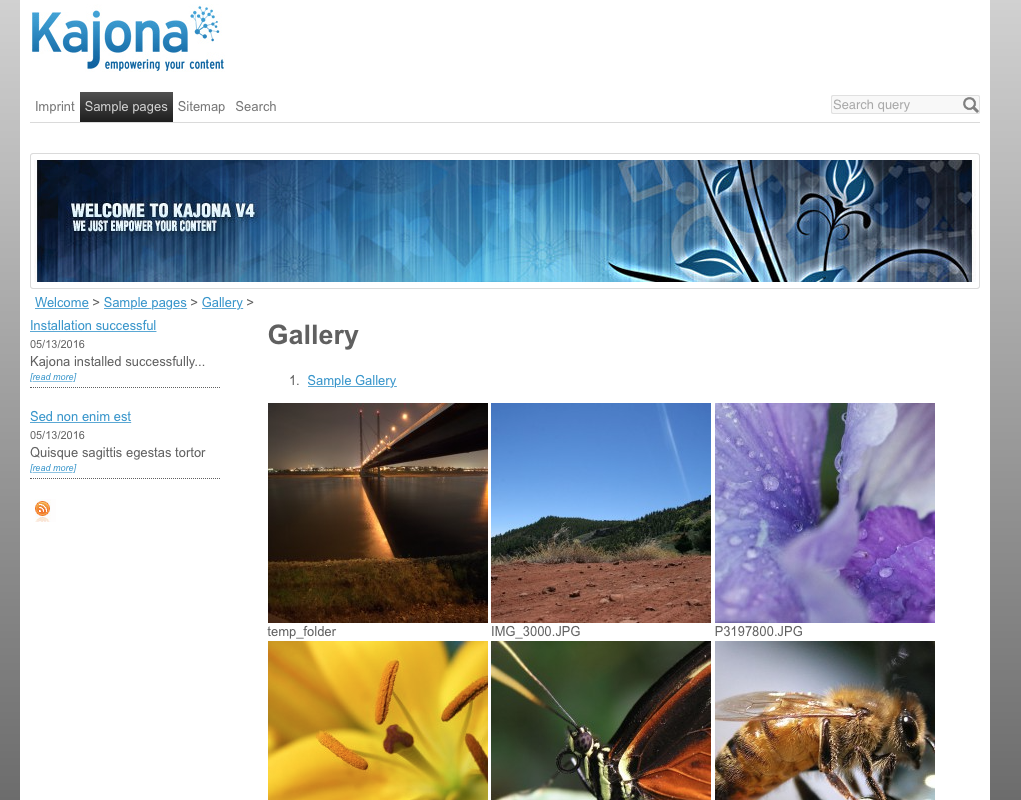 Kajona
empowering your content
Imprint Sample pages Sitemap Search
Search query
WELCOME TO KAJONA V4
WE JUST EMPOWER YOUR CONTENT
Welcome > Sample pages > Gallery >
Installation successful
05/13/2016
Kajona installed successfully...
[read more]
Sed non enim est
05/13/2016
Quisque sagittis egestas tortor
[read more]
Gallery
1. Sample Gallery
temp_folder
IMG_3000.JPG
P3197800.JPG